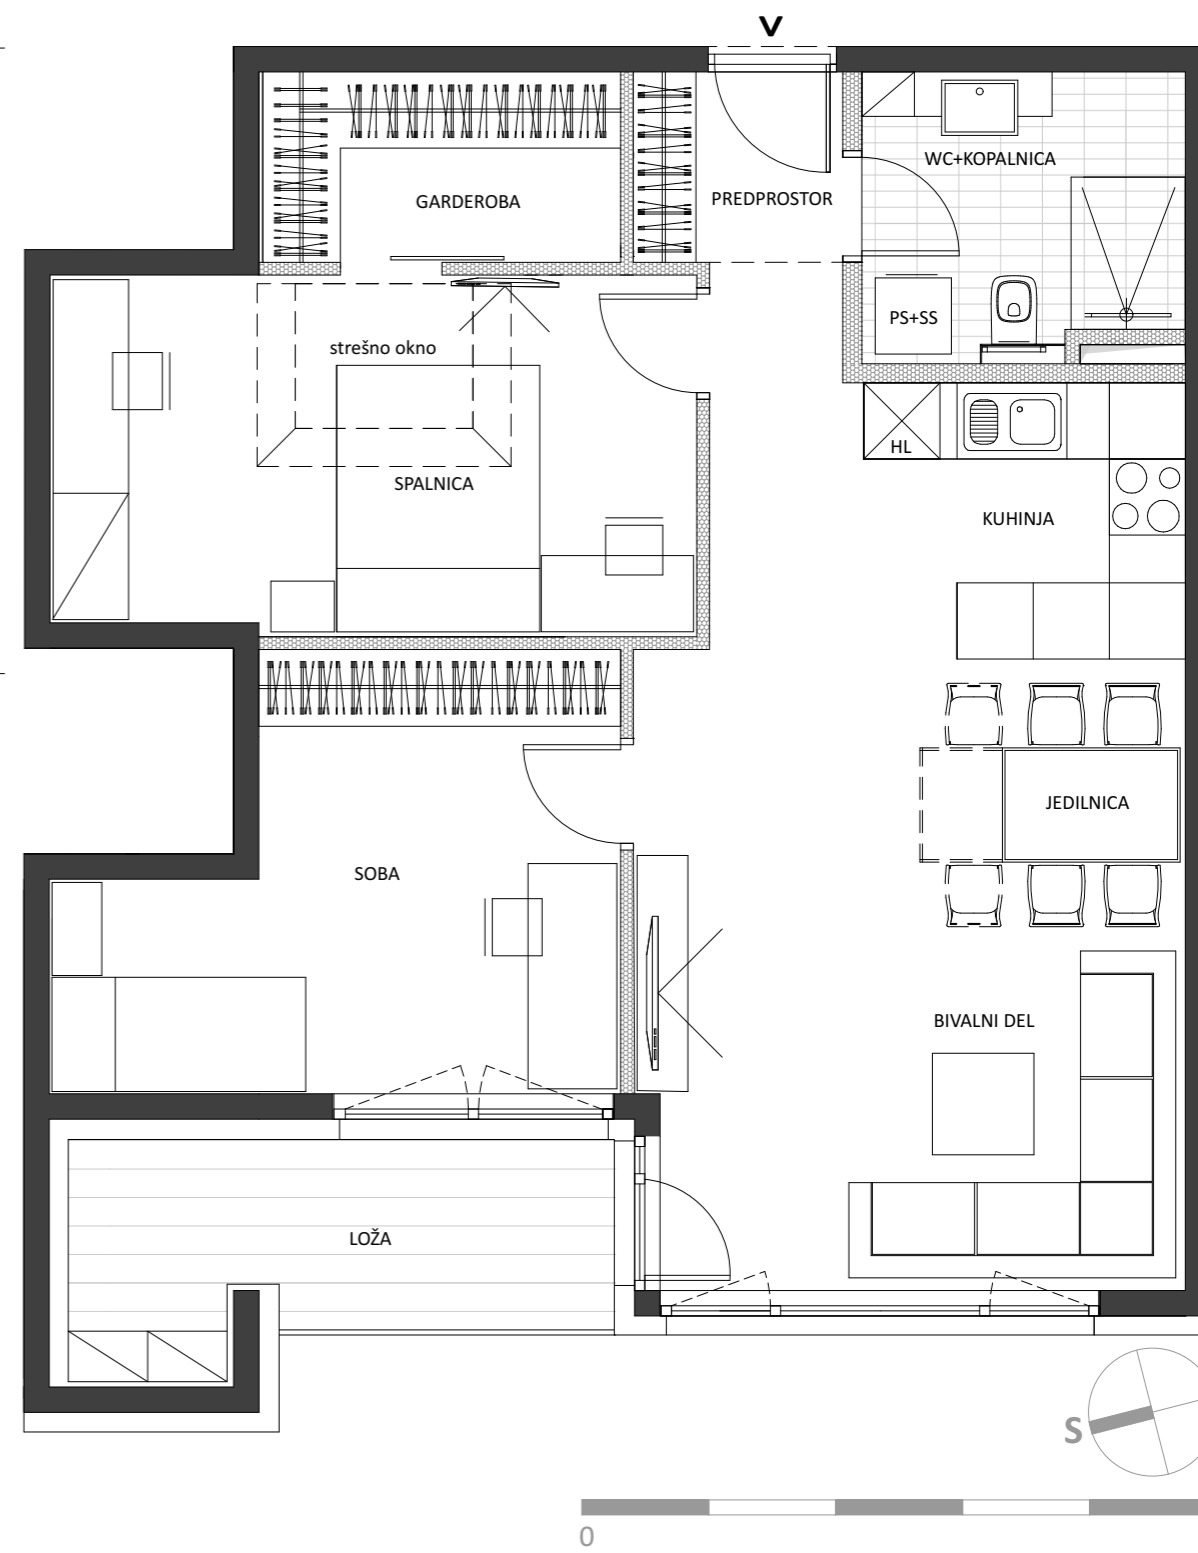 V
GARDEROBA
PREDPROSTOR
WC+KOPALNICA
PS+SS
strešno okno
HL
SPALNICA
KUHINJA
JEDILNICA
SOBA
BIVALNI DEL
LOŽA
S
0